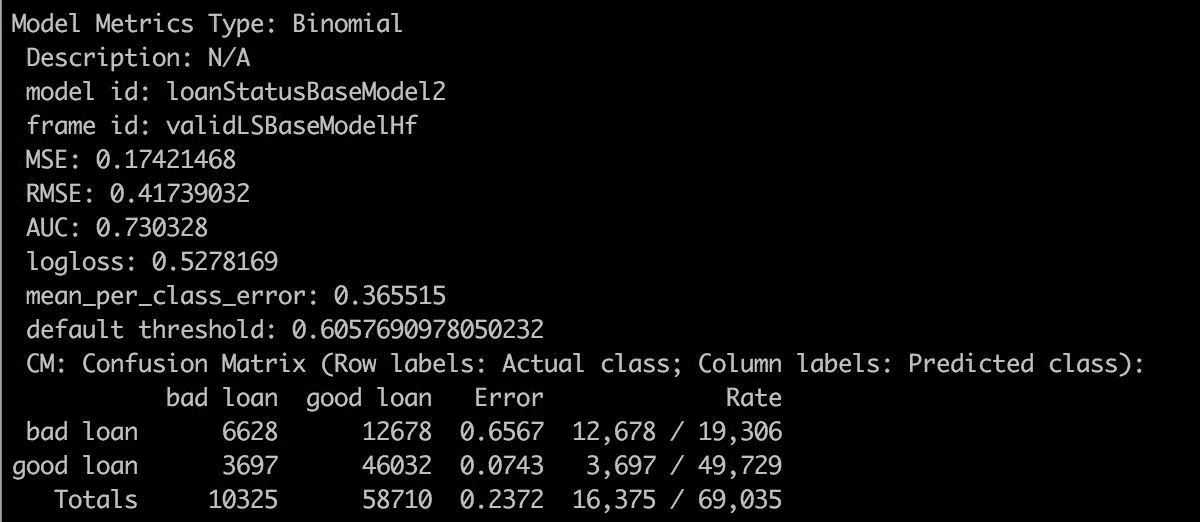 Model Metrics Type: Binomial
Description: N/A
model id: loanStatusBaseModel2
frame id: validLSBaseModelHf
MSE: 0.17421468
RMSE: 0.41739032
AUC: 0.730328
logloss: 0.5278169
mean_per_class_error: 0.365515
default threshold: 0.6057690978050232
CM: Confusion Matrix (Row labels: Actual class; Column labels: Predicted class):
bad loan good loan Error Rate
bad loan 6628 12678 0.6567 12,678 / 19,306
good loan 3697 46032 0.0743 3,697 / 49,729
Totals 10325 58710 0.2372 16,375 / 69,035